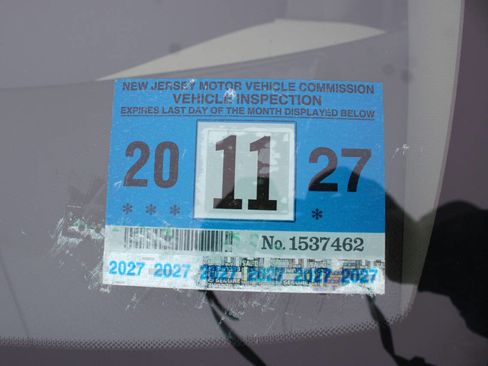 NEW JERSEY MOTOR VEHICLE COMMISSION
VEHICLE INSPECTION
EXPIRES LAST DAY OF THE MONTH DISPLAYED BELOW
20 11 27
* * * *
No. 1537462
2027 2027 2027 2027 2027 2027